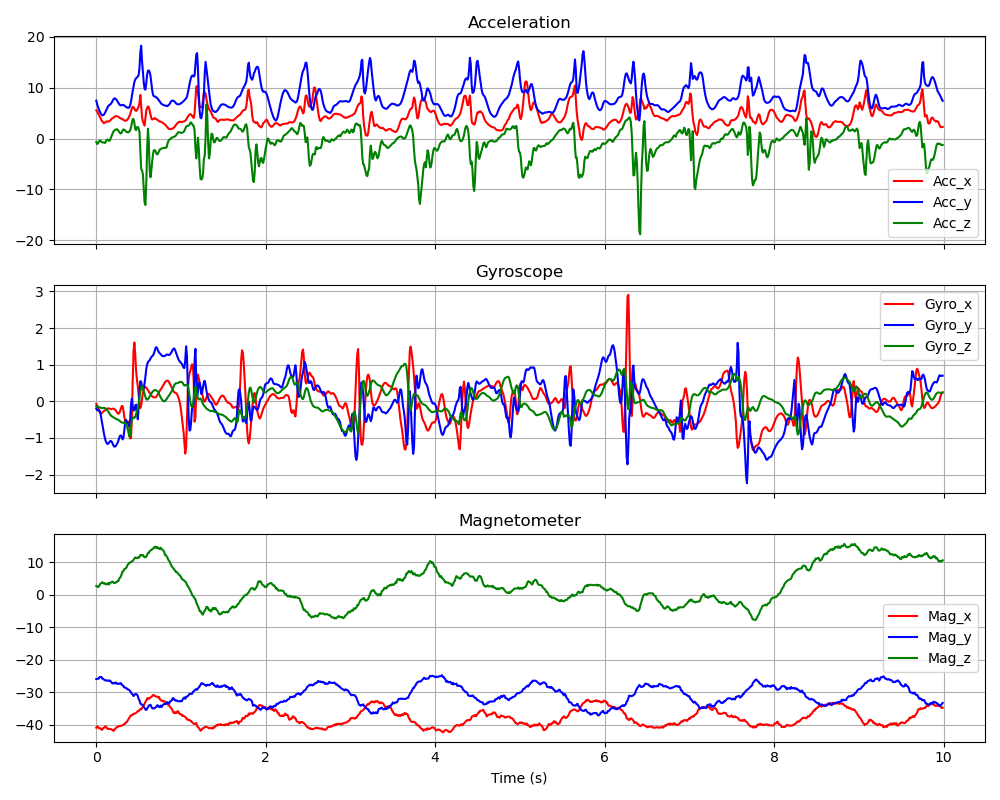 Acceleration
20
10
0
−10
−20
Acc_x
Acc_y
Acc_z
Gyroscope
3
2
1
0
−1
−2
Gyro_x
Gyro_y
Gyro_z
Magnetometer
10
0
−10
−20
−30
−40
Mag_x
Mag_y
Mag_z
0 2 4 6 8 10
Time (s)